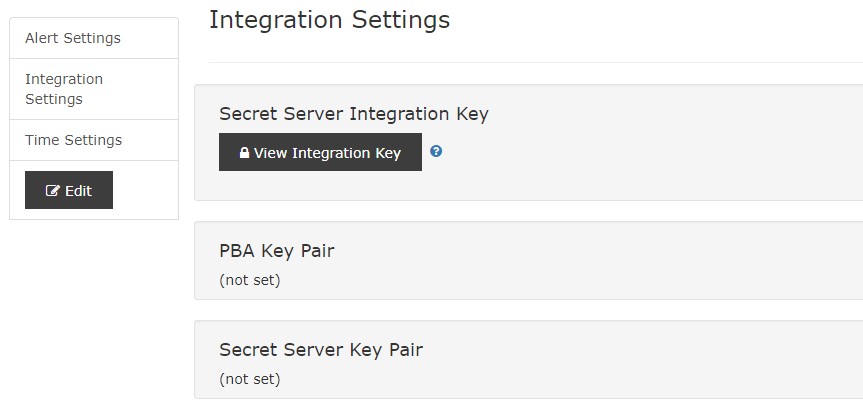 Alert Settings
Integration
Settings
Time Settings
Edit
Integration Settings
Secret Server Integration Key
View Integration Key
?
PBA Key Pair
(not set)
Secret Server Key Pair
(not set)